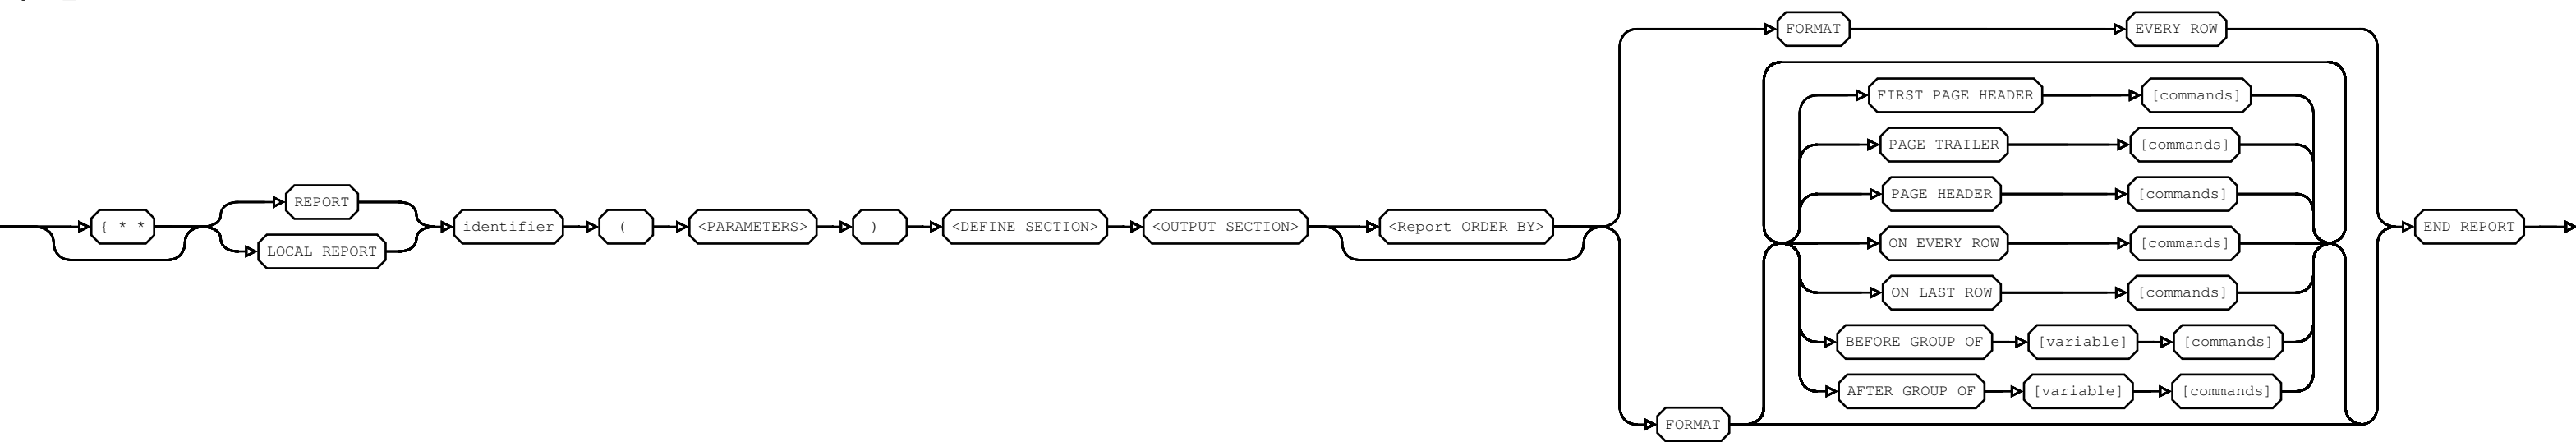 FORMAT EVERY ROW
FIRST PAGE HEADER [commands]
PAGE TRAILER [commands]
REPORT PAGE HEADER [commands]
{ * * identifier ( <PARAMETERS> ) <DEFINE SECTION> <OUTPUT SECTION> <Report ORDER BY> END REPORT
LOCAL REPORT ON EVERY ROW [commands]
ON LAST ROW [commands]
BEFORE GROUP OF [variable] [commands]
AFTER GROUP OF [variable] [commands]
FORMAT